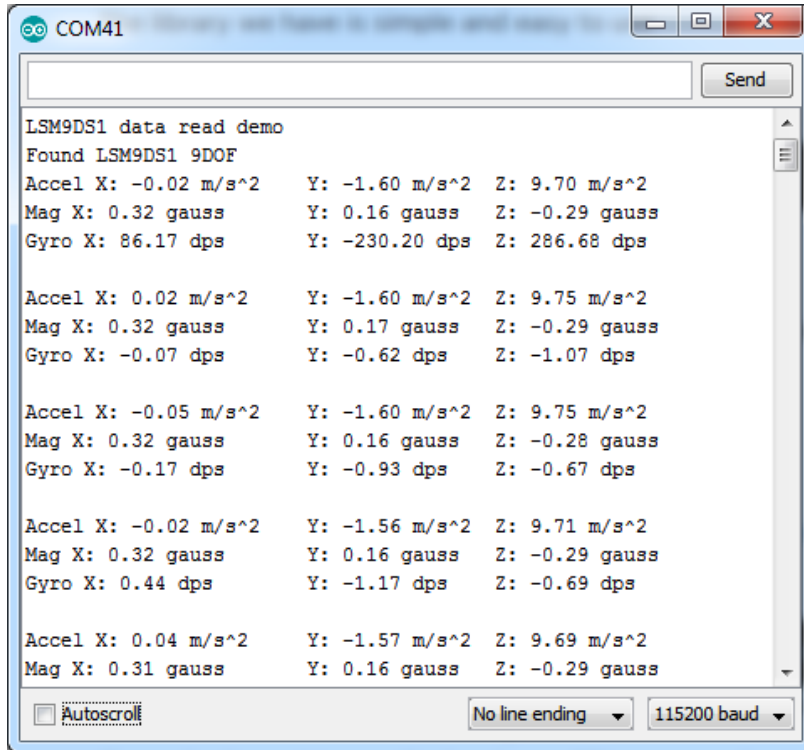 COM41
Send
LSM9DS1 data read demo
Found LSM9DS1 9DOF
Accel X: -0.02 m/s^2 Y: -1.60 m/s^2 Z: 9.70 m/s^2
Mag X: 0.32 gauss Y: 0.16 gauss Z: -0.29 gauss
Gyro X: 86.17 dps Y: -230.20 dps Z: 286.68 dps
Accel X: 0.02 m/s^2 Y: -1.60 m/s^2 Z: 9.75 m/s^2
Mag X: 0.32 gauss Y: 0.17 gauss Z: -0.29 gauss
Gyro X: -0.07 dps Y: -0.62 dps Z: -1.07 dps
Accel X: -0.05 m/s^2 Y: -1.60 m/s^2 Z: 9.75 m/s^2
Mag X: 0.32 gauss Y: 0.16 gauss Z: -0.28 gauss
Gyro X: -0.17 dps Y: -0.93 dps Z: -0.67 dps
Accel X: -0.02 m/s^2 Y: -1.56 m/s^2 Z: 9.71 m/s^2
Mag X: 0.32 gauss Y: 0.16 gauss Z: -0.29 gauss
Gyro X: 0.44 dps Y: -1.17 dps Z: -0.69 dps
Accel X: 0.04 m/s^2 Y: -1.57 m/s^2 Z: 9.69 m/s^2
Mag X: 0.31 gauss Y: 0.16 gauss Z: -0.29 gauss
Autoscroll No line ending 115200 baud